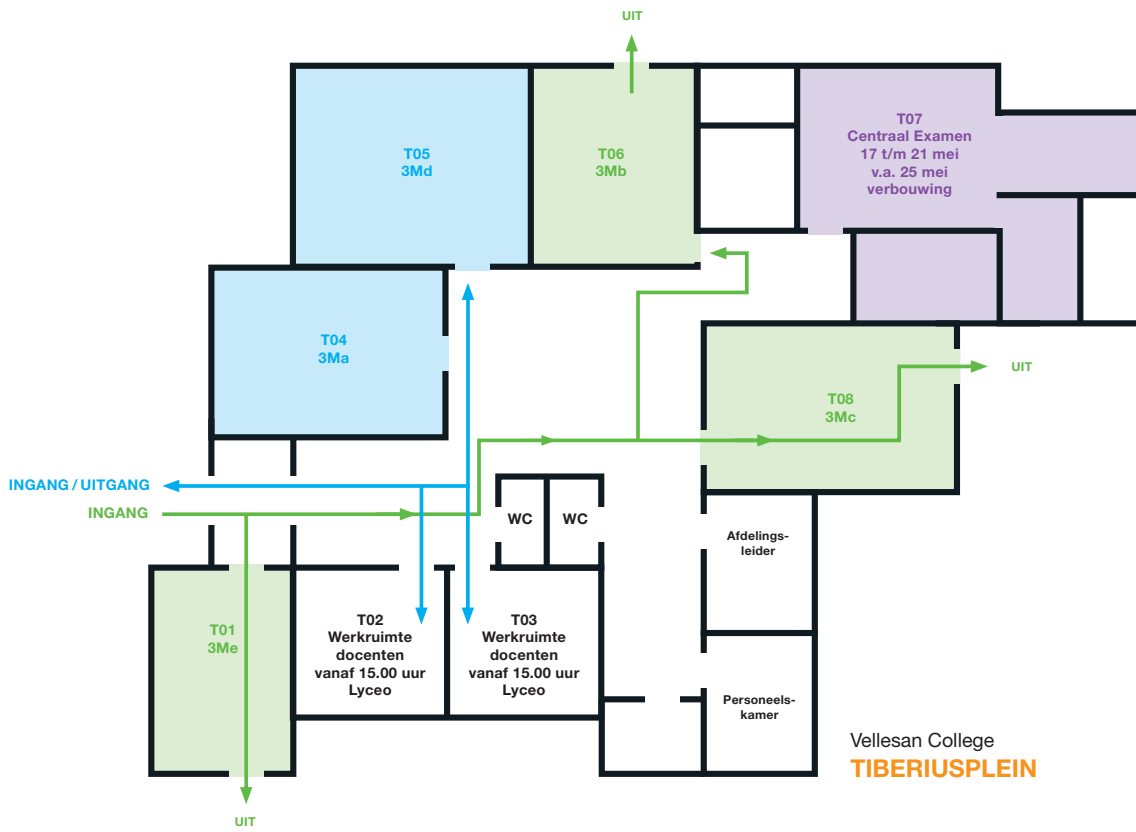 UIT
T05
3Md
T06
3Mb
T07
Centraal Examen
17 t/m 21 mei
v.a. 25 mei
verbouwing
T04
3Ma
UIT
T08
3Mc
INGANG / UITGANG
INGANG
WC
WC
Afdelings-
leider
T01
3Me
T02
Werkruimte
docenten
vanaf 15.00 uur
Lyceo
T03
Werkruimte
docenten
vanaf 15.00 uur
Lyceo
Personeels-
kamer
Vellesan College
TIBERIUSPLEIN
UIT